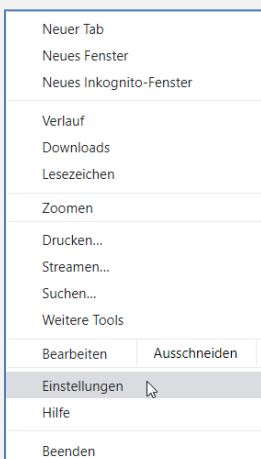 Neuer Tab
Neues Fenster
Neues Inkognito-Fenster
Verlauf
Downloads
Lesezeichen
Zoomen
Drucken...
Streamen...
Suchen...
Weitere Tools
Bearbeiten Ausschneiden
Einstellungen
Hilfe
Beenden